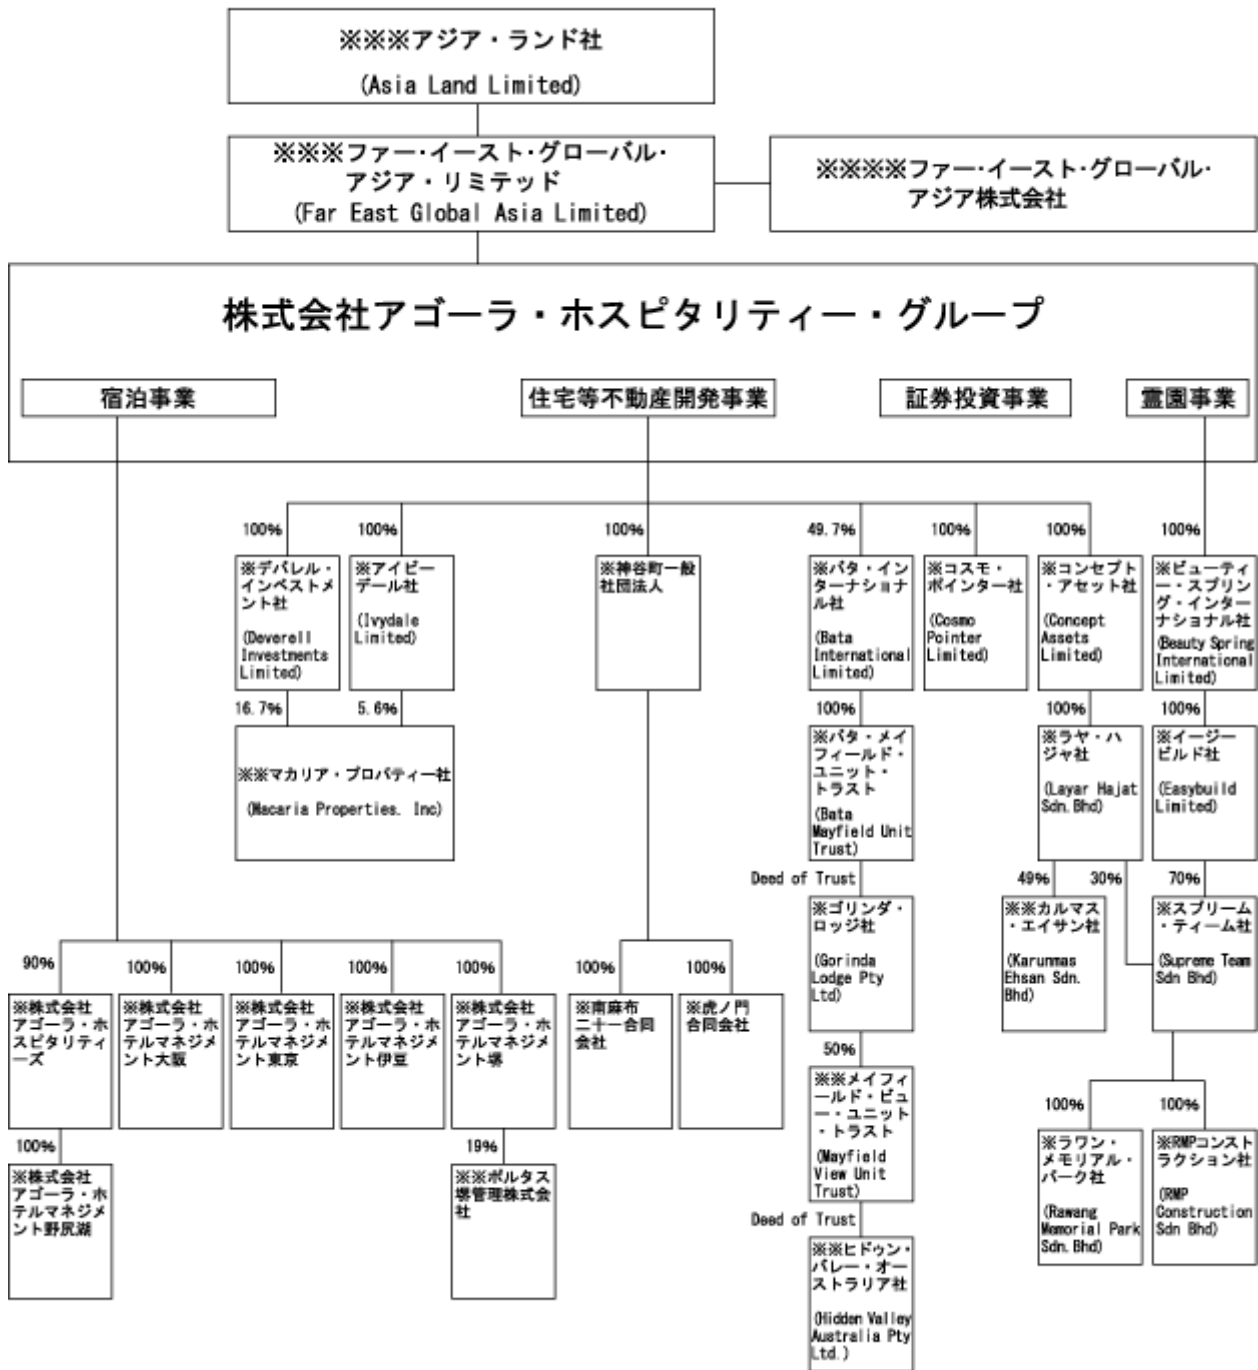 ※※※アジア・ランド社
(Asia Land Limited)
※※※ファー・イースト・グローバル・
アジア・リミテッド
(Far East Global Asia Limited)
※※※※ファー・イースト・グローバル・
アジア株式会社
株式会社アゴーラ・ホスピタリティー・グループ
宿泊事業
住宅等不動産開発事業
証券投資事業
霊園事業
100%
100%
100%
49.7%
100%
100%
100%
※デバレル・
インベストメ
ント社
(Deverell
Investments
Limited)
※アイビー
デール社
(Ivydale
Limited)
※神谷町一般
社団法人
※バタ・イン
ターナショナ
ル社
(Bata
International
Limited)
※コスモ・
ポインター社
(Cosmo
Pointer
Limited)
※コンセプト
・アセット社
(Concept
Assets
Limited)
※ビューティ
ー・スプリン
グ・インター
ナショナル社
(Beauty Spring
International
Limited)
16.7%
5.6%
100%
100%
100%
※※マカリア・プロパティー社
(Macaria Properties. Inc)
※バタ・メイ
フィールド・
ユニット・
トラスト
(Bata
Mayfield Unit
Trust)
※ラヤ・ハ
ジャ社
(Layar Hajat
Sdn.Bhd)
※イージー
ビルド社
(Easybuild
Limited)
Deed of Trust
49%
30%
70%
※ゴリンダ・
ロッジ社
(Gorinda
Lodge Pty
Ltd)
※※カルマス
・エイサン社
(Karunmas
Ehsan Sdn.
Bhd)
※スプリーム
・ティーム社
(Supreme Team
Sdn Bhd)
90%
100%
100%
100%
100%
100%
100%
※株式会社
アゴーラ・ホ
スピタリティ
ーズ
※株式会社
アゴーラ・ホ
テルマネジメ
ント大阪
※株式会社
アゴーラ・ホ
テルマネジメ
ント東京
※株式会社
アゴーラ・ホ
テルマネジメ
ント伊豆
※株式会社
アゴーラ・ホ
テルマネジメ
ント堺
※南麻布
二十一合同
会社
※虎ノ門
合同会社
50%
※※メイフィ
ールド・ビュ
ー・ユニット
・トラスト
(Mayfield
View Unit
Trust)
100%
100%
※ラワン・
メモリアル・
パーク社
(Rawang
Memorial Park
Sdn.Bhd)
※RMPコンスト
ラクション社
(RMP
Construction
Sdn Bhd)
100%
19%
※株式会社
アゴーラ・ホ
テルマネジメ
ント野尻湖
※※ポルタス
堺管理株式会
社
Deed of Trust
※※ヒドゥン・
バレー・オー
ストラリア社
(Hidden Valley
Australia Pty
Ltd.)